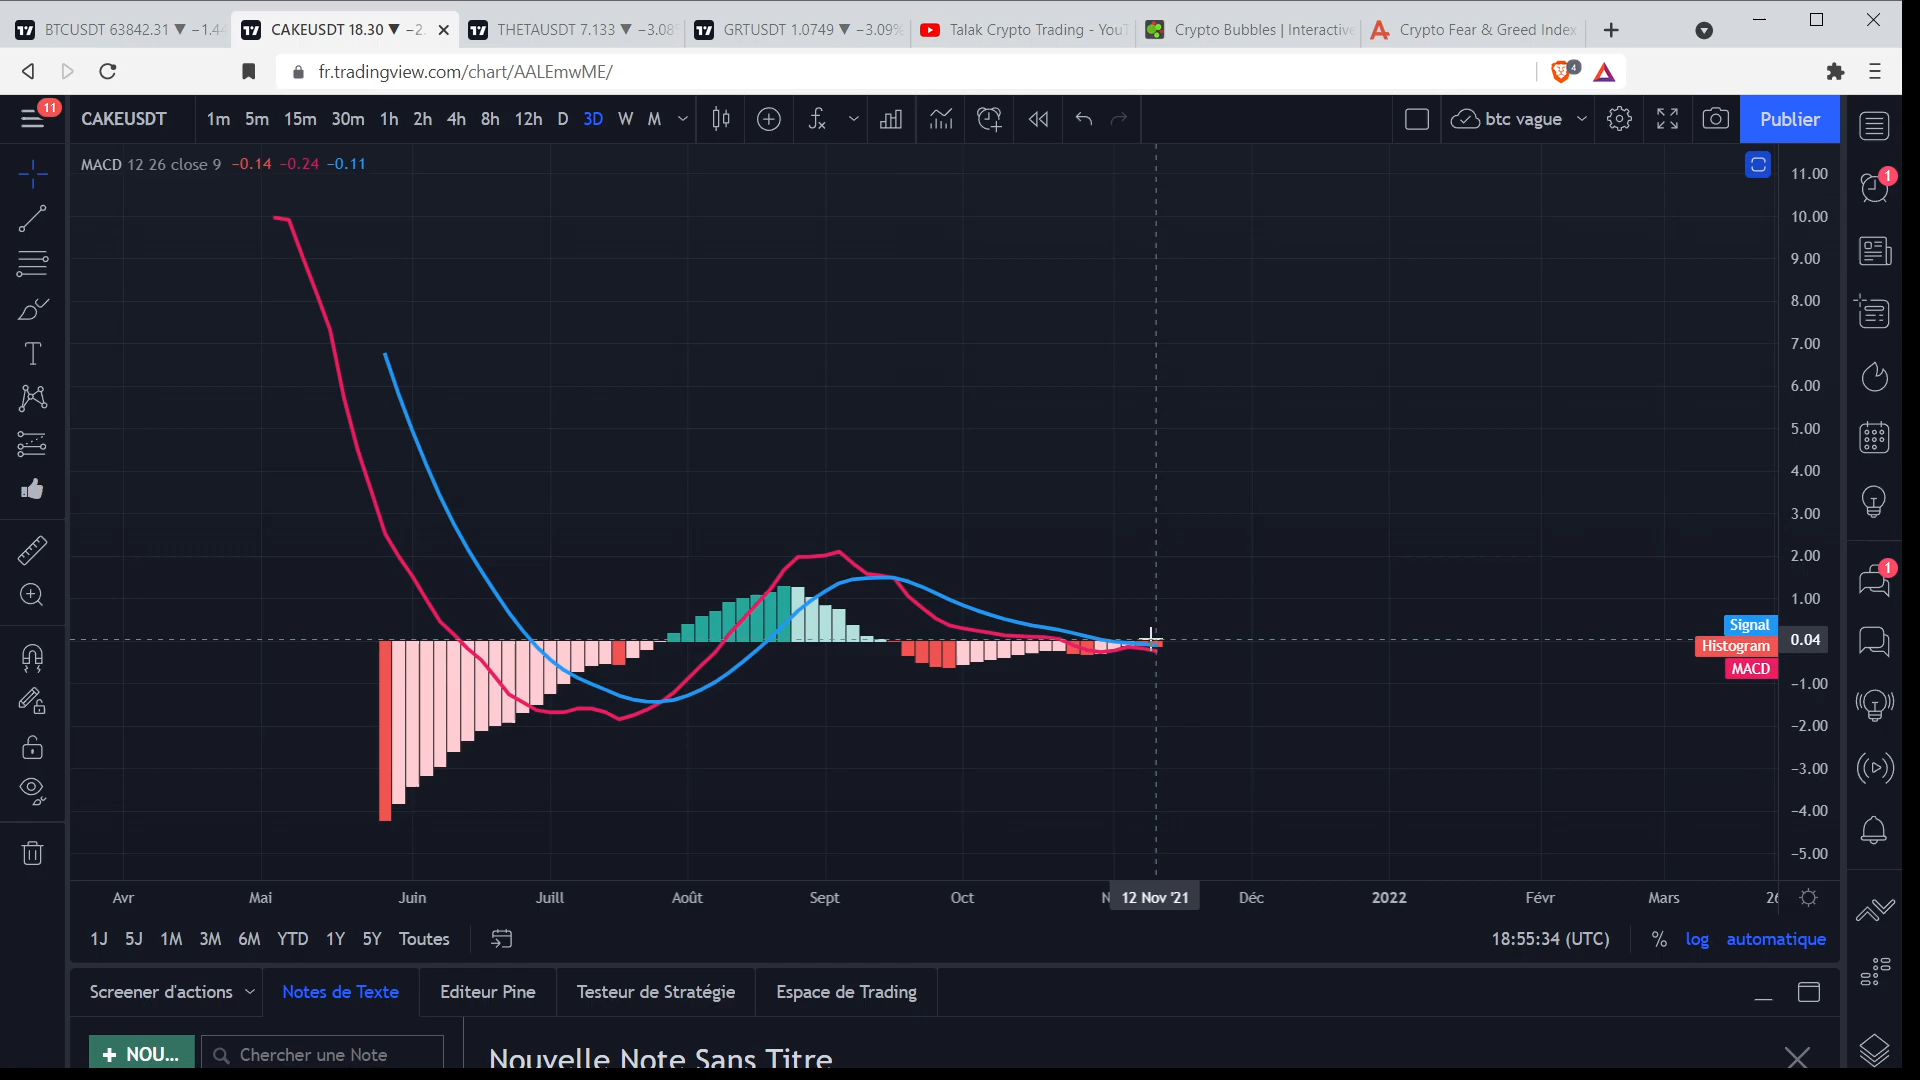 BTCUSDT 63842.31 ▼ −1.44
CAKEUSDT 18.30 ▼ −2.
THETAUSDT 7.133 ▼ −3.08%
GRTUSDT 1.0749 ▼ −3.09%
Talak Crypto Trading - YouT
Crypto Bubbles | Interactive
Crypto Fear & Greed Index
fr.tradingview.com/chart/AALEmwME/
4
11
CAKEUSDT 1m 5m 15m 30m 1h 2h 4h 8h 12h D 3D W M
btc vague
Publier
MACD 12 26 close 9 −0.14 −0.24 −0.11
1
11.00
10.00
9.00
8.00
7.00
6.00
5.00
4.00
3.00
2.00
1
1.00
Signal
0.04
Histogram
MACD
−1.00
−2.00
−3.00
−4.00
−5.00
Avr Mai Juin Juill Août Sept Oct N 12 Nov '21 Déc 2022 Févr Mars 26
1J 5J 1M 3M 6M YTD 1Y 5Y Toutes
18:55:34 (UTC) % log automatique
Screener d'actions Notes de Texte Editeur Pine Testeur de Stratégie Espace de Trading
+ NOU... Chercher une Note
Nouvelle Note Sans Titre